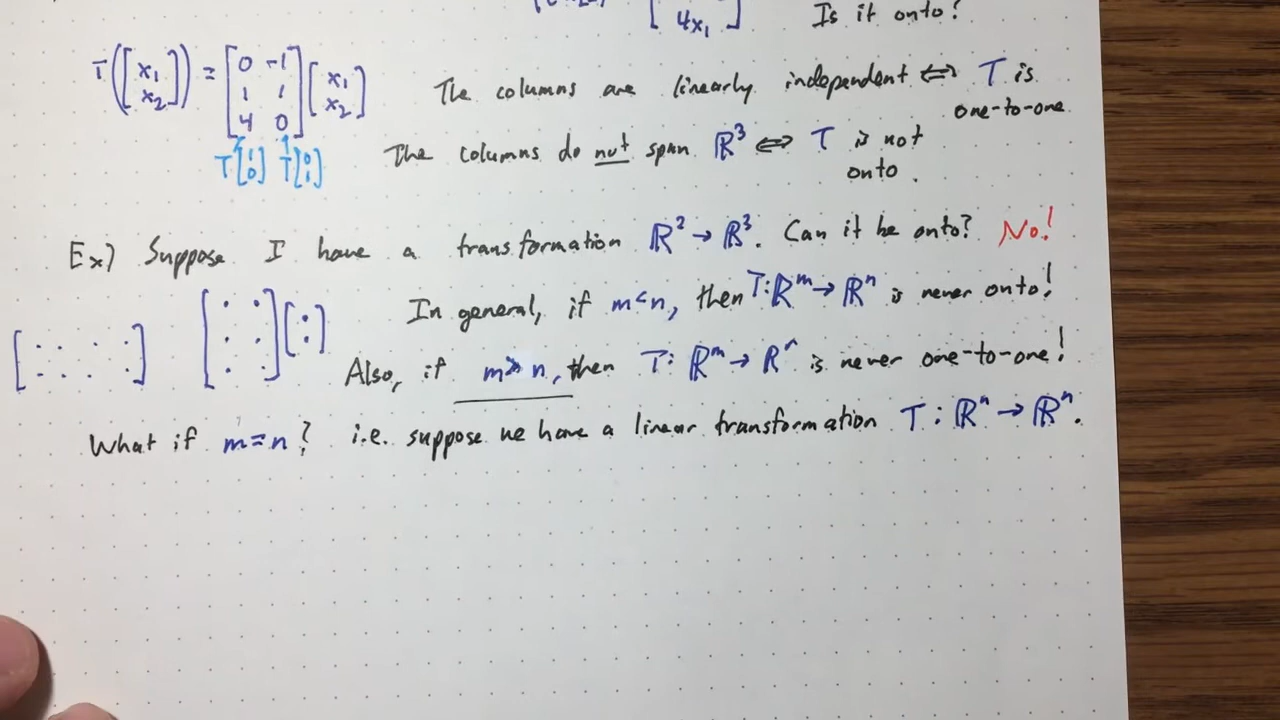 4x₁ ] Is it onto?
T([x₁ x₂]) = [0 -1 1 1 4 0] [x₁ x₂] The columns are linearly independent ⟺ T is one-to-one
T[1 0] T[0 1] The columns do not span ℝ³ ⟺ T is not onto.
Ex) Suppose I have a transformation ℝ² → ℝ³. Can it be onto? No!
In general, if m<n, then T: ℝᵐ → ℝⁿ is never onto!
Also, if m>n, then T: ℝᵐ → ℝⁿ is never one-to-one!
What if m=n? i.e. suppose we have a linear transformation T: ℝⁿ → ℝⁿ.